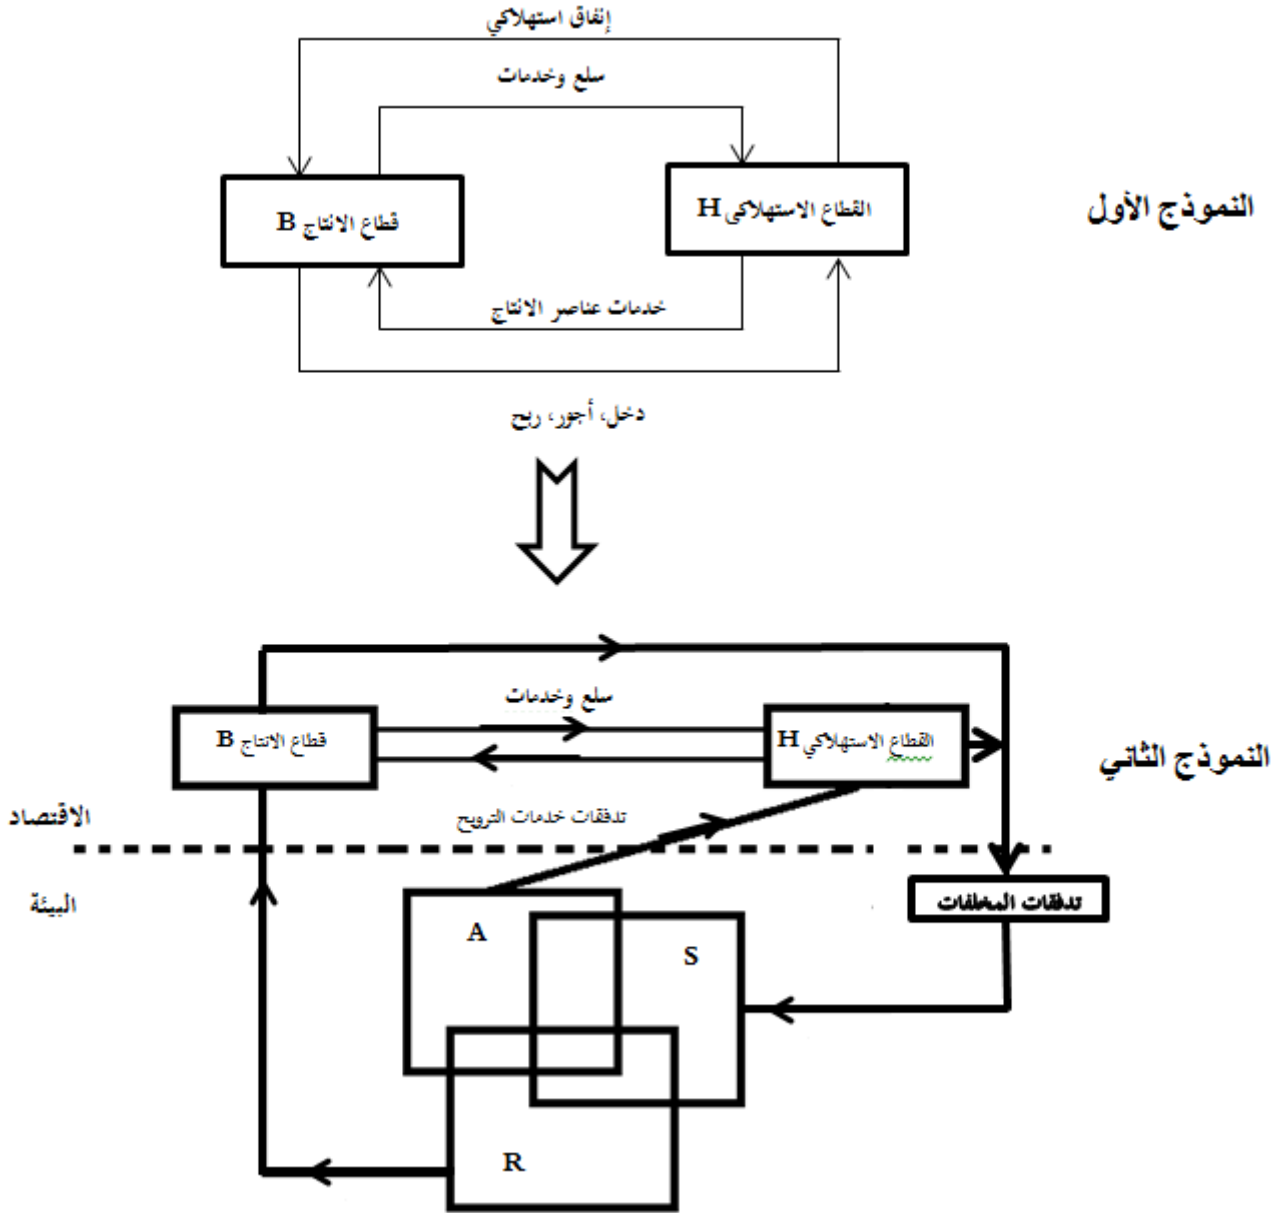 إنفاق استهلاكي
سلع وخدمات
القطاع الاستهلاكى H
قطاع الانتاج B
النموذج الأول
خدمات عناصر الانتاج
دخل، أجور، ربح
سلع وخدمات
القطاع الاستهلاكي H
قطاع الانتاج B
النموذج الثاني
تدفقات خدمات الترويح
الاقتصاد
البيئة
تدفقات المخلفات
A
S
R